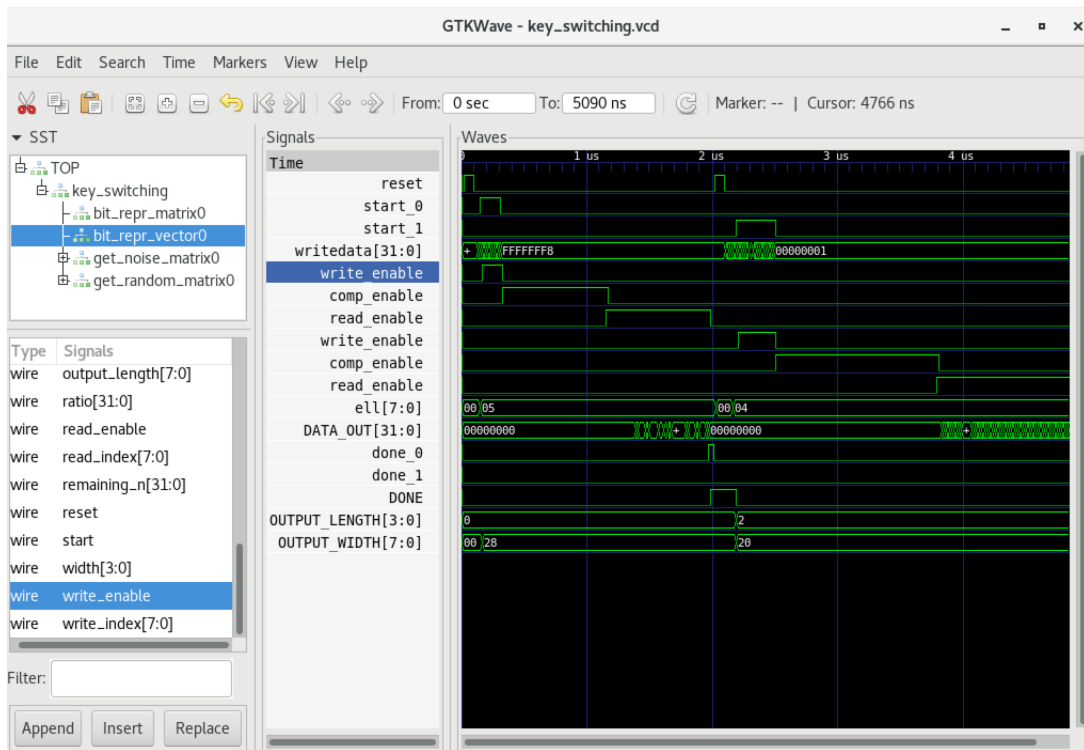 GTKWave - key_switching.vcd
File Edit Search Time Markers View Help
From: 0 sec To: 5090 ns Marker: -- | Cursor: 4766 ns
SST
TOP
key_switching
bit_repr_matrix0
bit_repr_vector0
get_noise_matrix0
get_random_matrix0
Type Signals
wire output_length[7:0]
wire ratio[31:0]
wire read_enable
wire read_index[7:0]
wire remaining_n[31:0]
wire reset
wire start
wire width[3:0]
wire write_enable
wire write_index[7:0]
Filter:
Append Insert Replace
Signals
Time
reset
start_0
start_1
writedata[31:0]
write_enable
comp_enable
read_enable
write_enable
comp_enable
read_enable
ell[7:0]
DATA_OUT[31:0]
done_0
done_1
DONE
OUTPUT_LENGTH[3:0]
OUTPUT_WIDTH[7:0]
Waves
0 1 us 2 us 3 us 4 us
+ FFFFFFF8 00000001
00 05 00 04
00000000 + 00000000 +
0 2
00 28 20